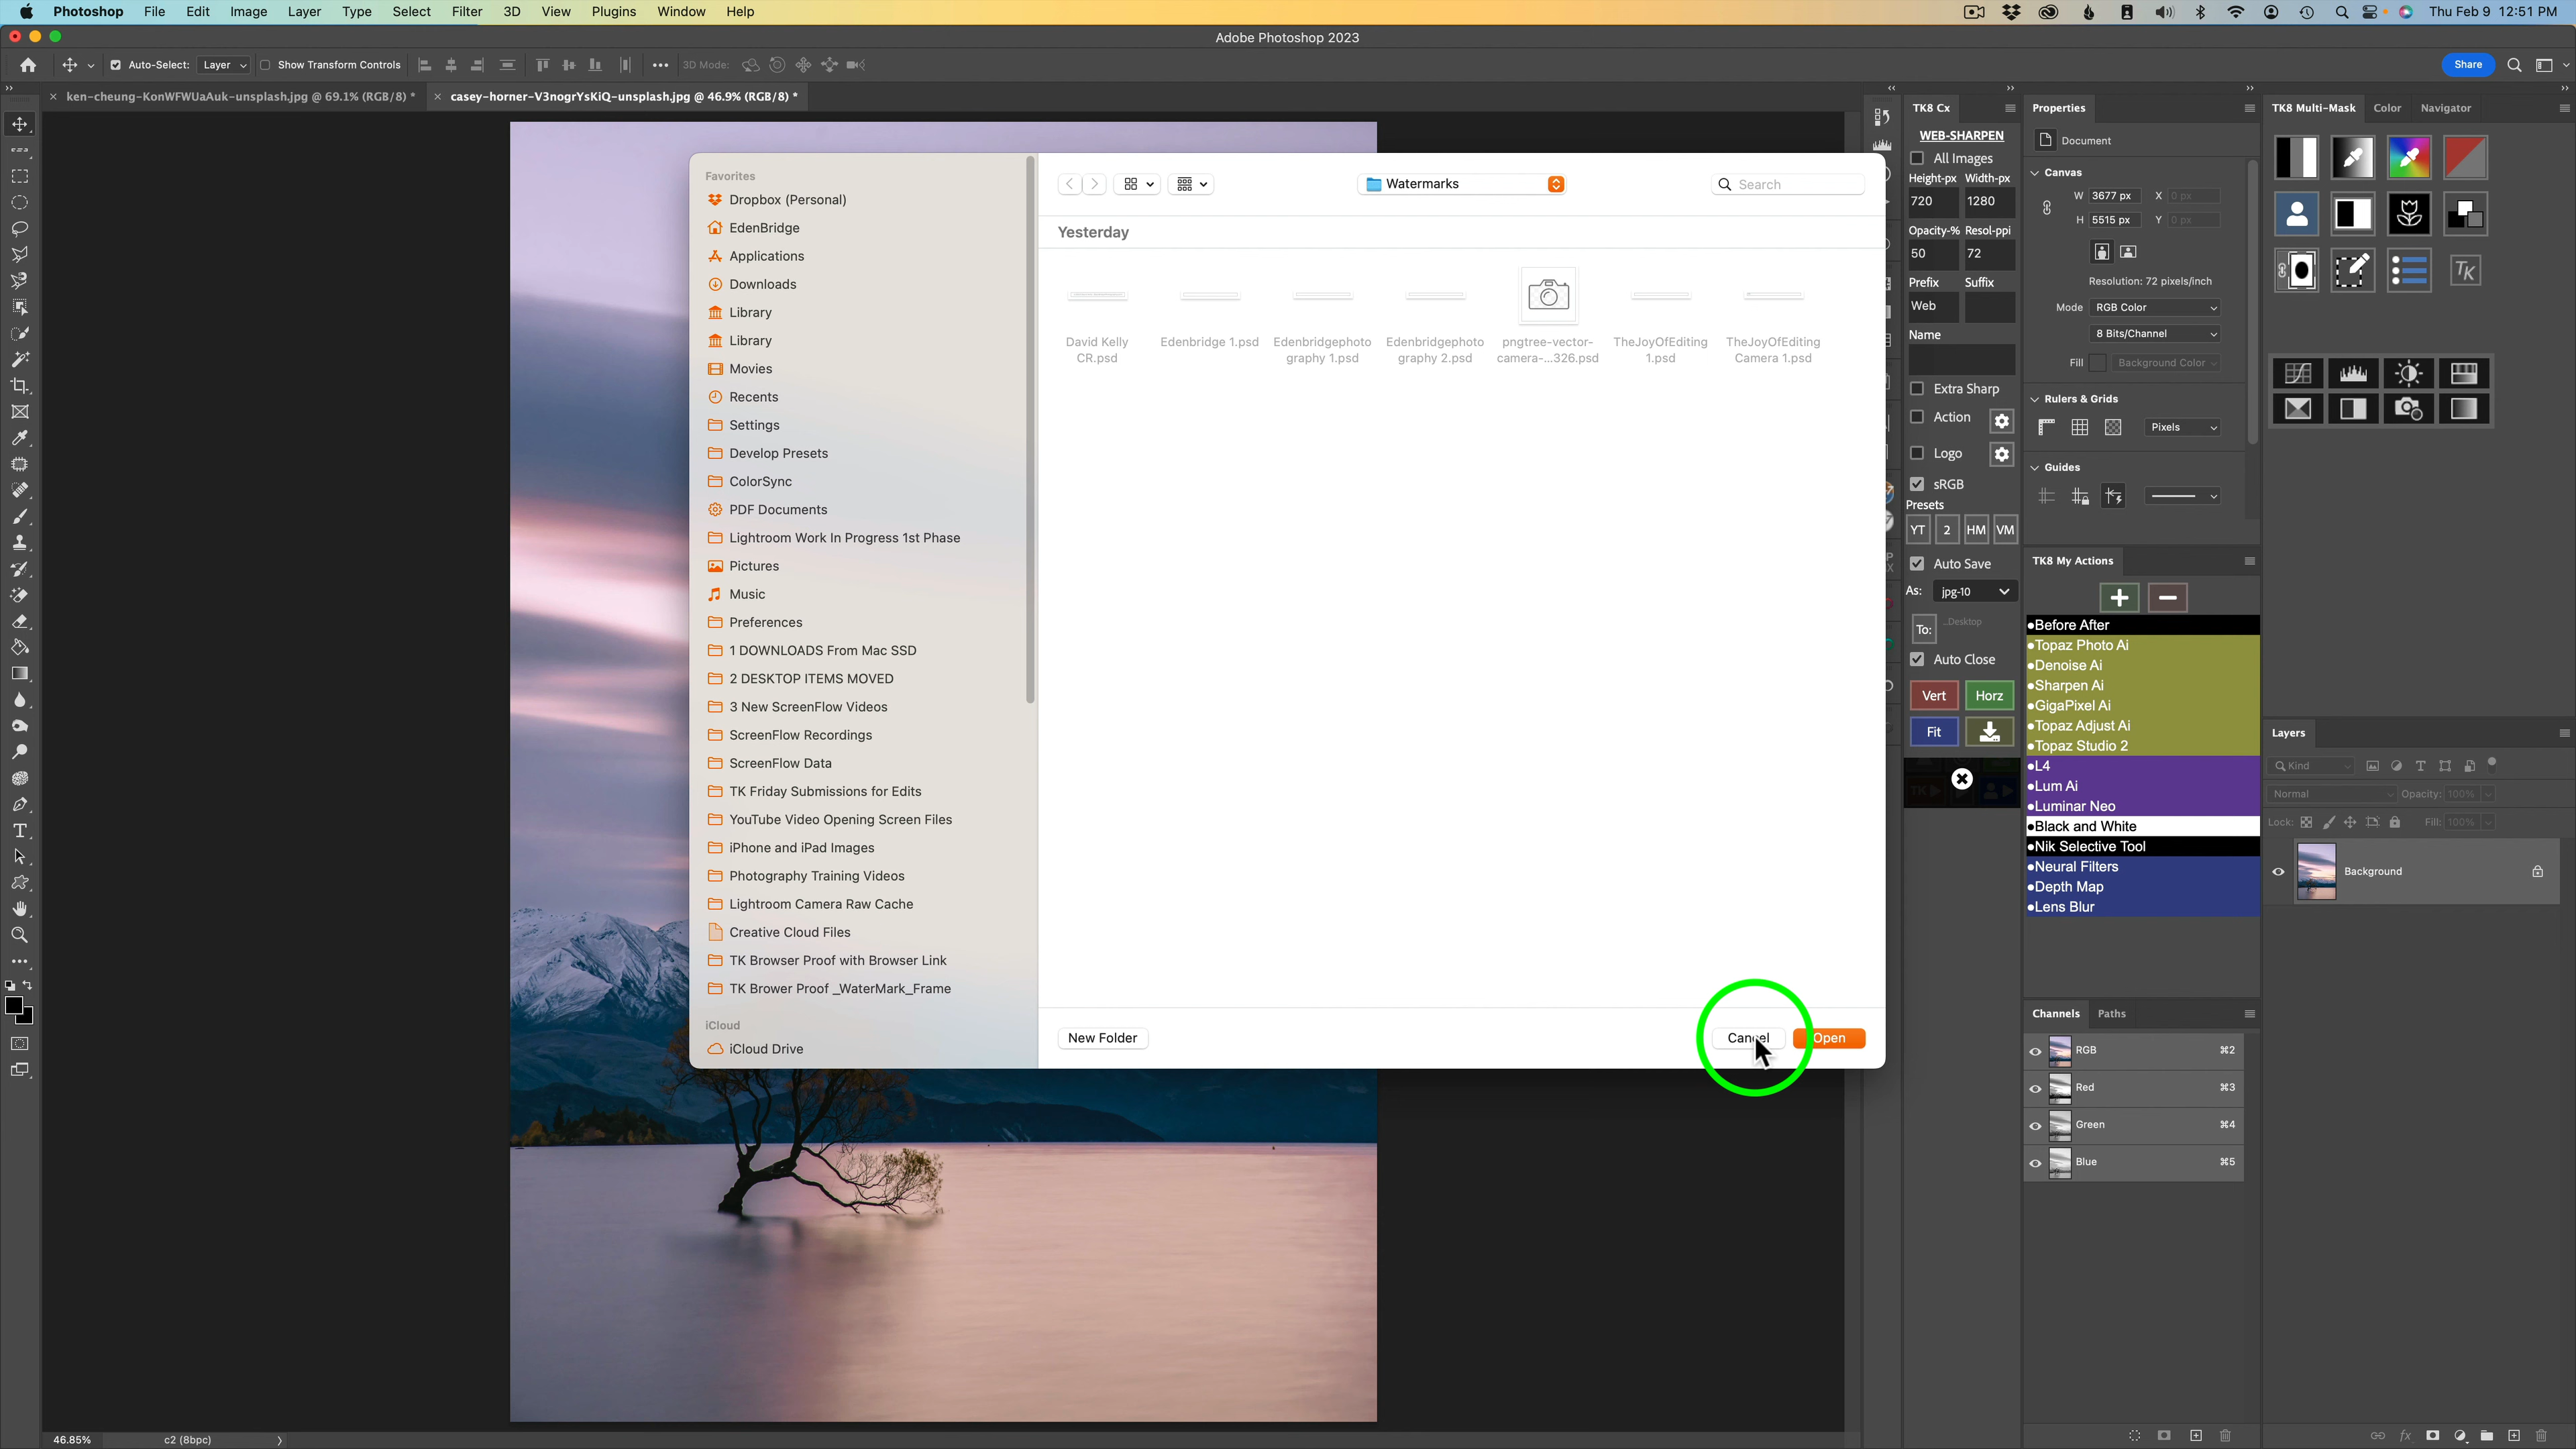 Photoshop File Edit Image Layer Type Select Filter 3D View Plugins Window Help Thu Feb 9 12:51 PM
Adobe Photoshop 2023
Auto-Select: Layer Show Transform Controls 3D Mode: Share
ken-cheung-KonWFWUaAuk-unsplash.jpg @ 69.1% (RGB/8) * casey-horner-V3nogrYsKiQ-unsplash.jpg @ 46.9% (RGB/8) *
Favorites
Dropbox (Personal)
EdenBridge
Applications
Downloads
Library
Library
Movies
Recents
Settings
Develop Presets
ColorSync
PDF Documents
Lightroom Work In Progress 1st Phase
Pictures
Music
Preferences
1 DOWNLOADS From Mac SSD
2 DESKTOP ITEMS MOVED
3 New ScreenFlow Videos
ScreenFlow Recordings
ScreenFlow Data
TK Friday Submissions for Edits
YouTube Video Opening Screen Files
iPhone and iPad Images
Photography Training Videos
Lightroom Camera Raw Cache
Creative Cloud Files
TK Browser Proof with Browser Link
TK Brower Proof _WaterMark_Frame
iCloud
iCloud Drive
Watermarks
Search
Yesterday
David Kelly
CR.psd
Edenbridge 1.psd
Edenbridgephoto
graphy 1.psd
Edenbridgephoto
graphy 2.psd
pngtree-vector-
camera-...326.psd
TheJoyOfEditing
1.psd
TheJoyOfEditing
Camera 1.psd
New Folder
Cancel
Open
TK8 Cx
WEB-SHARPEN
All Images
Height-px Width-px
720 1280
Opacity-% Resol-ppi
50 72
Prefix Suffix
Web
Name
Extra Sharp
Action
Logo
sRGB
Presets
YT 2 HM VM
Auto Save
As: jpg-10
To: ...Desktop
Auto Close
Vert Horz
Fit
Properties
Document
Canvas
W 3677 px X 0 px
H 5515 px Y 0 px
Resolution: 72 pixels/inch
Mode RGB Color
8 Bits/Channel
Fill Background Color
Rulers & Grids
Pixels
Guides
TK8 My Actions
Before After
Topaz Photo Ai
Denoise Ai
Sharpen Ai
GigaPixel Ai
Topaz Adjust Ai
Topaz Studio 2
L4
Lum Ai
Luminar Neo
Black and White
Nik Selective Tool
Neural Filters
Depth Map
Lens Blur
Channels Paths
RGB ⌘2
Red ⌘3
Green ⌘4
Blue ⌘5
TK8 Multi-Mask Color Navigator
TK
Layers
Kind
Normal Opacity: 100%
Lock: Fill: 100%
Background
fx
46.85% c2 (8bpc)